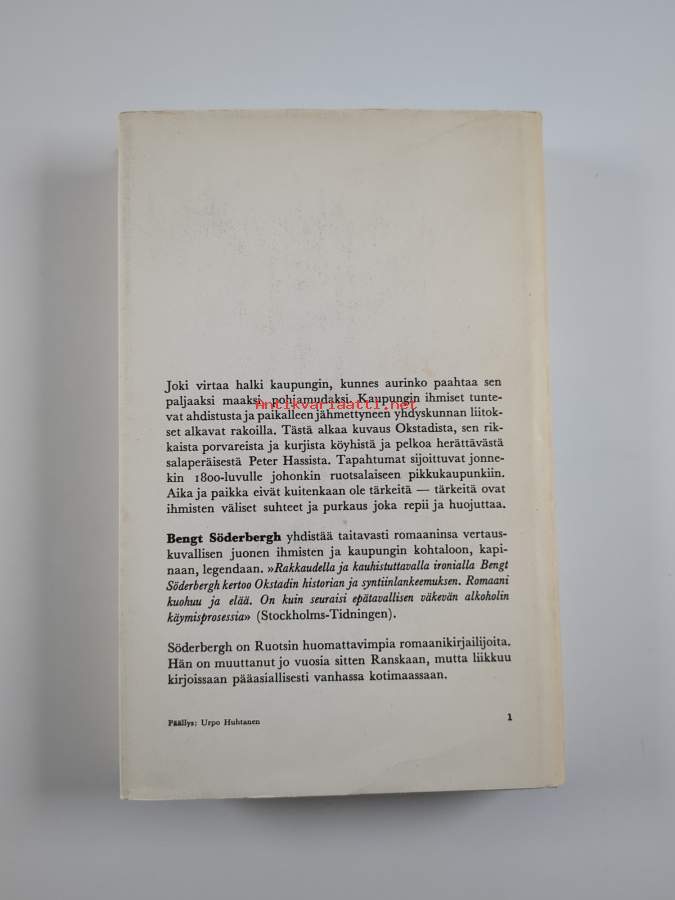 Joki virtaa halki kaupungin, kunnes aurinko paahtaa sen
paljaaksi maaksi, pohjamudaksi. Kaupungin ihmiset tunte-
Antikvariaatti.net
vat ahdistusta ja paikalleen jähmettyneen yhdyskunnan liitok-
set alkavat rakoilla. Tästä alkaa kuvaus Okstadista, sen rik-
kaista porvareista ja kurjista köyhistä ja pelkoa herättävästä
salaperäisestä Peter Hassista. Tapahtumat sijoittuvat jonne-
kin 1800-luvulle johonkin ruotsalaiseen pikkukaupunkiin.
Aika ja paikka eivät kuitenkaan ole tärkeitä — tärkeitä ovat
ihmisten väliset suhteet ja purkaus joka repii ja huojuttaa.
Bengt Söderbergh yhdistää taitavasti romaaninsa vertaus-
kuvallisen juonen ihmisten ja kaupungin kohtaloon, kapi-
naan, legendaan. »Rakkaudella ja kauhistuttavalla ironialla Bengt
Söderbergh kertoo Okstadin historian ja syntiinlankeemuksen. Romaani
kuohuu ja elää. On kuin seuraisi epätavallisen väkevän alkoholin
käymisprosessia» (Stockholms-Tidningen).
Söderbergh on Ruotsin huomattavimpia romaanikirjailijoita.
Hän on muuttanut jo vuosia sitten Ranskaan, mutta liikkuu
kirjoissaan pääasiallisesti vanhassa kotimaassaan.
Päällys: Urpo Huhtanen
1